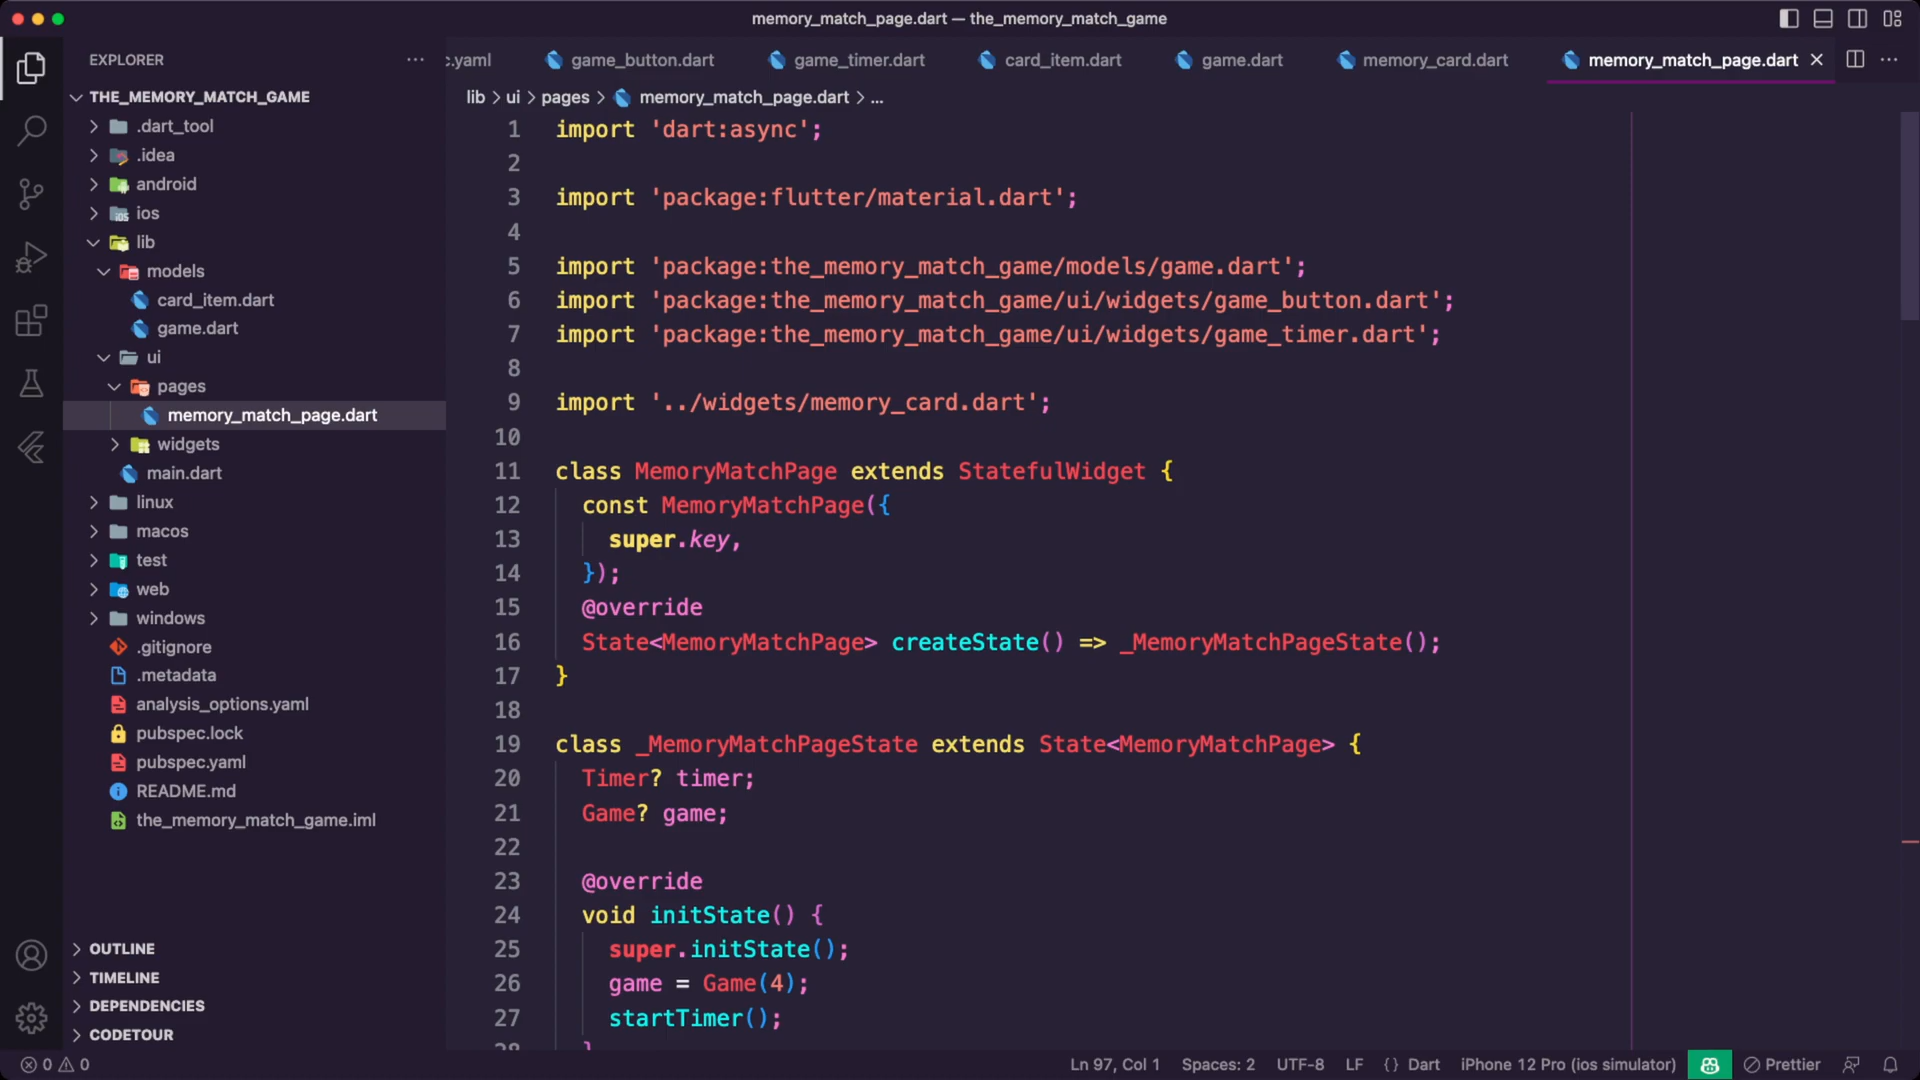 memory_match_page.dart — the_memory_match_game
EXPLORER
THE_MEMORY_MATCH_GAME
.dart_tool
.idea
android
ios
lib
models
card_item.dart
game.dart
ui
pages
memory_match_page.dart
widgets
main.dart
linux
macos
test
web
windows
.gitignore
.metadata
analysis_options.yaml
pubspec.lock
pubspec.yaml
README.md
the_memory_match_game.iml
OUTLINE
TIMELINE
DEPENDENCIES
CODETOUR
c.yaml game_button.dart game_timer.dart card_item.dart game.dart memory_card.dart memory_match_page.dart
lib > ui > pages > memory_match_page.dart > ...
1 import 'dart:async';
2
3 import 'package:flutter/material.dart';
4
5 import 'package:the_memory_match_game/models/game.dart';
6 import 'package:the_memory_match_game/ui/widgets/game_button.dart';
7 import 'package:the_memory_match_game/ui/widgets/game_timer.dart';
8
9 import '../widgets/memory_card.dart';
10
11 class MemoryMatchPage extends StatefulWidget {
12 const MemoryMatchPage({
13 super.key,
14 });
15 @override
16 State<MemoryMatchPage> createState() => _MemoryMatchPageState();
17 }
18
19 class _MemoryMatchPageState extends State<MemoryMatchPage> {
20 Timer? timer;
21 Game? game;
22
23 @override
24 void initState() {
25 super.initState();
26 game = Game(4);
27 startTimer();
28 }
0 0 Ln 97, Col 1 Spaces: 2 UTF-8 LF {} Dart iPhone 12 Pro (ios simulator) Prettier